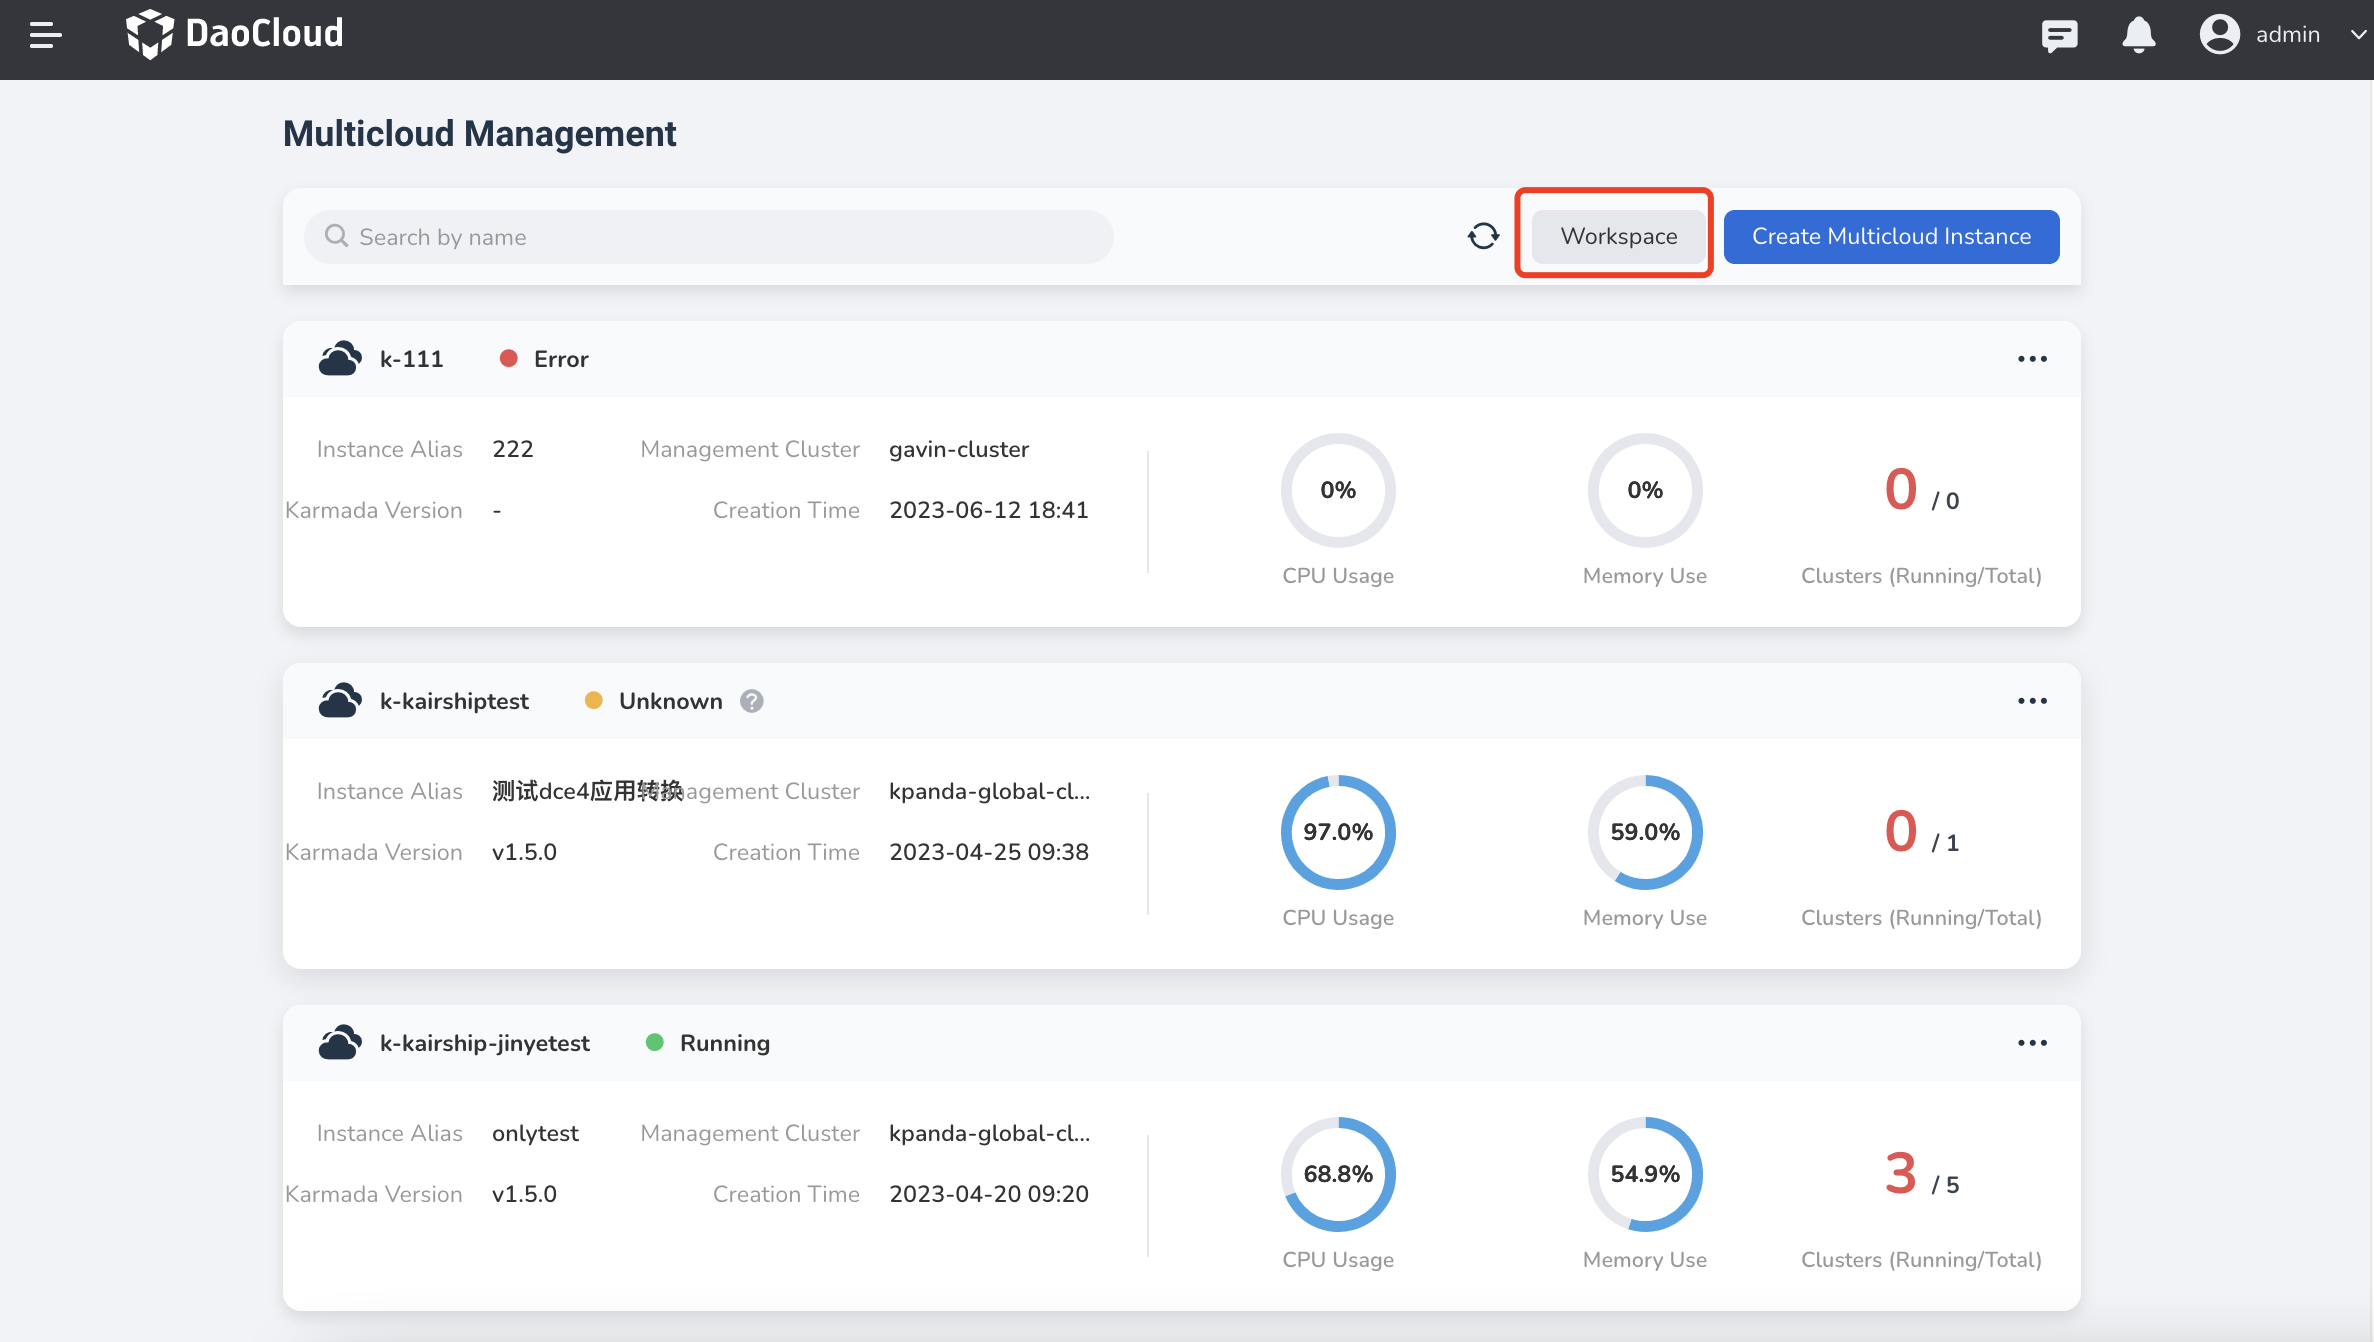 DaoCloud
admin
Multicloud Management
Search by name
Workspace
Create Multicloud Instance
k-111
Error
Instance Alias 222 Management Cluster gavin-cluster
Karmada Version - Creation Time 2023-06-12 18:41
0%
CPU Usage
0%
Memory Use
0 / 0
Clusters (Running/Total)
k-kairshiptest
Unknown ?
Instance Alias 测试dce4应用转换 Management Cluster kpanda-global-cl...
Karmada Version v1.5.0 Creation Time 2023-04-25 09:38
97.0%
CPU Usage
59.0%
Memory Use
0 / 1
Clusters (Running/Total)
k-kairship-jinyetest
Running
Instance Alias onlytest Management Cluster kpanda-global-cl...
Karmada Version v1.5.0 Creation Time 2023-04-20 09:20
68.8%
CPU Usage
54.9%
Memory Use
3 / 5
Clusters (Running/Total)